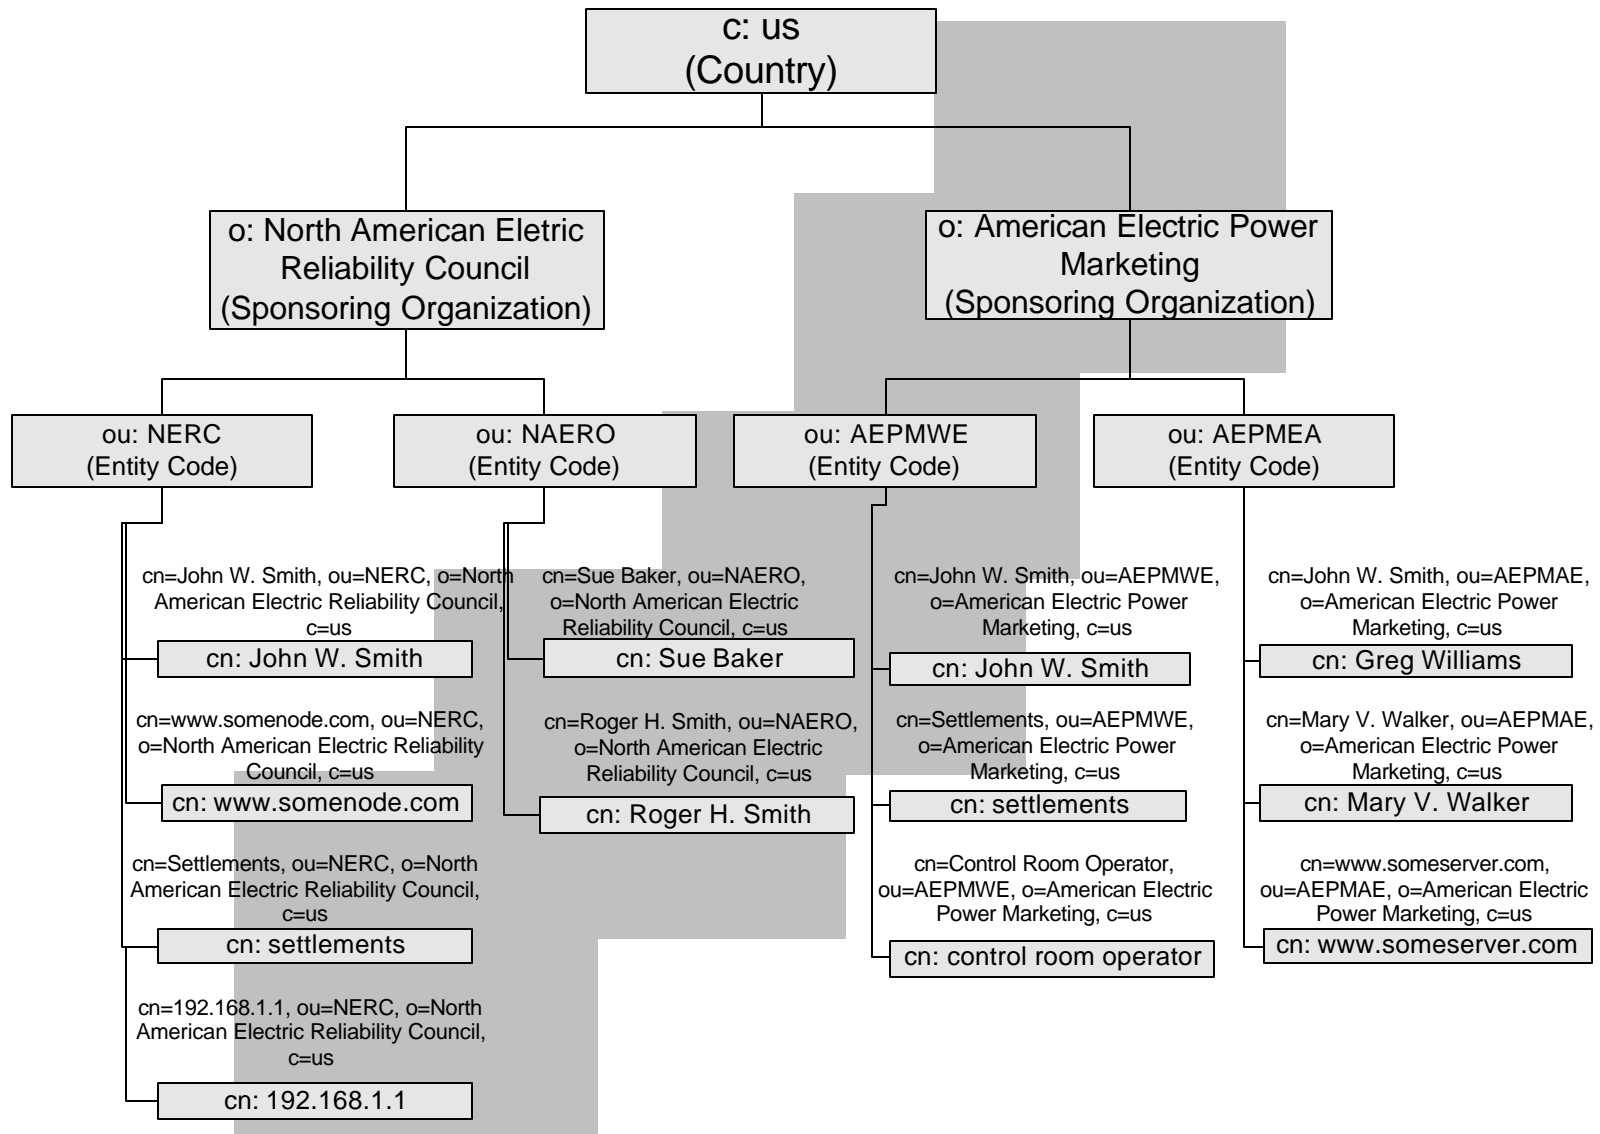 c: us
(Country)
o: North American Eletric
Reliability Council
(Sponsoring Organization)
o: American Electric Power
Marketing
(Sponsoring Organization)
ou: NERC
(Entity Code)
ou: NAERO
(Entity Code)
ou: AEPMWE
(Entity Code)
ou: AEPMEA
(Entity Code)
cn=John W. Smith, ou=NERC, o=North
American Electric Reliability Council,
c=us
cn: John W. Smith
cn=www.somenode.com, ou=NERC,
o=North American Electric Reliability
Council, c=us
cn: www.somenode.com
cn=Settlements, ou=NERC, o=North
American Electric Reliability Council,
c=us
cn: settlements
cn=192.168.1.1, ou=NERC, o=North
American Electric Reliability Council,
c=us
cn: 192.168.1.1
cn=Sue Baker, ou=NAERO,
o=North American Electric
Reliability Council, c=us
cn: Sue Baker
cn=Roger H. Smith, ou=NAERO,
o=North American Electric
Reliability Council, c=us
cn: Roger H. Smith
cn=John W. Smith, ou=AEPMWE,
o=American Electric Power
Marketing, c=us
cn: John W. Smith
cn=Settlements, ou=AEPMWE,
o=American Electric Power
Marketing, c=us
cn: settlements
cn=Control Room Operator,
ou=AEPMWE, o=American Electric
Power Marketing, c=us
cn: control room operator
cn=John W. Smith, ou=AEPMAE,
o=American Electric Power
Marketing, c=us
cn: Greg Williams
cn=Mary V. Walker, ou=AEPMAE,
o=American Electric Power
Marketing, c=us
cn: Mary V. Walker
cn=www.someserver.com,
ou=AEPMAE, o=American Electric
Power Marketing, c=us
cn: www.someserver.com